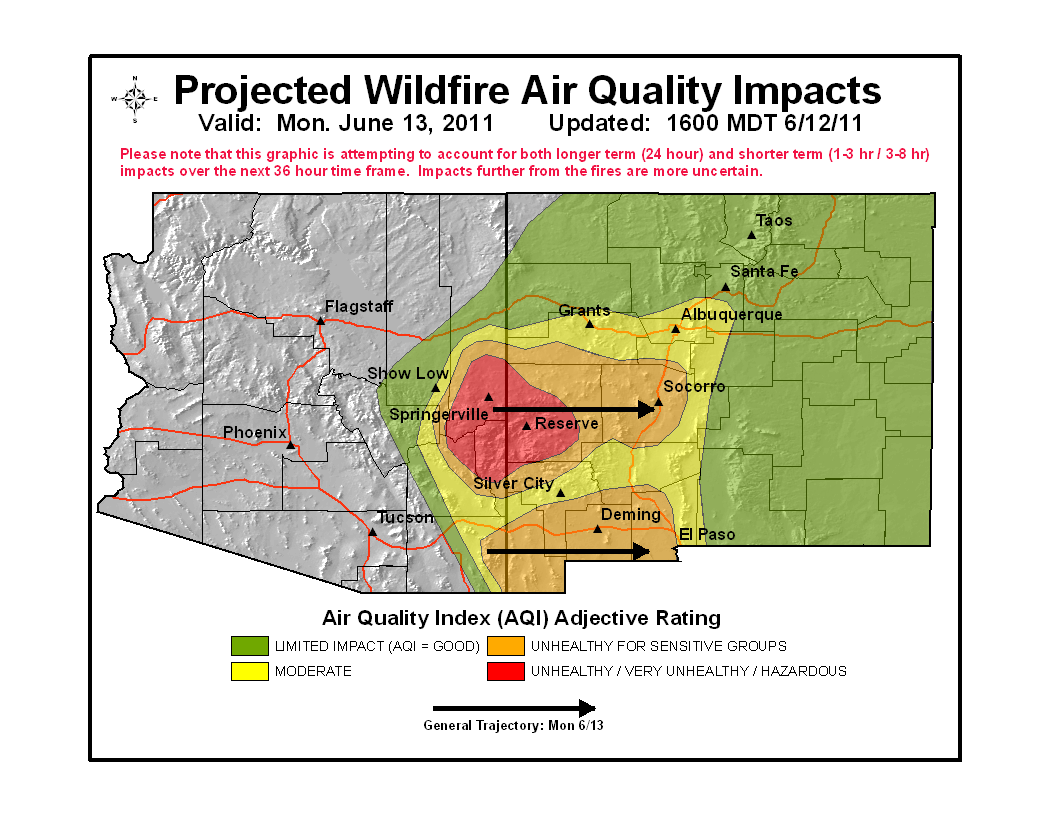 N
W E
S
Projected Wildfire Air Quality Impacts
Valid: Mon. June 13, 2011 Updated: 1600 MDT 6/12/11
Please note that this graphic is attempting to account for both longer term (24 hour) and shorter term (1-3 hr / 3-8 hr)
impacts over the next 36 hour time frame. Impacts further from the fires are more uncertain.
Taos
Santa Fe
Flagstaff
Grants
Albuquerque
Show Low
Socorro
Springerville
Reserve
Phoenix
Silver City
Tucson
Deming
El Paso
Air Quality Index (AQI) Adjective Rating
LIMITED IMPACT (AQI = GOOD) UNHEALTHY FOR SENSITIVE GROUPS
MODERATE UNHEALTHY / VERY UNHEALTHY / HAZARDOUS
General Trajectory: Mon 6/13